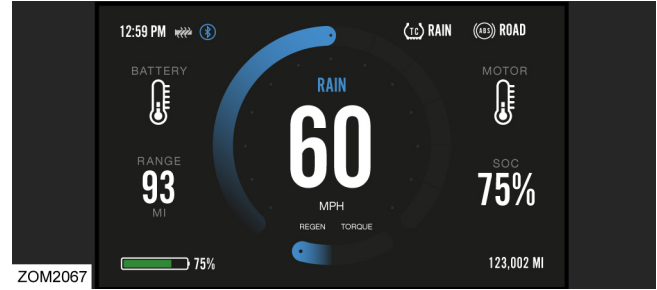 12:59 PM
TC RAIN
ABS ROAD
BATTERY
MOTOR
RAIN
60
MPH
RANGE
93
MI
SOC
75%
REGEN TORQUE
75%
123,002 MI
ZOM2067